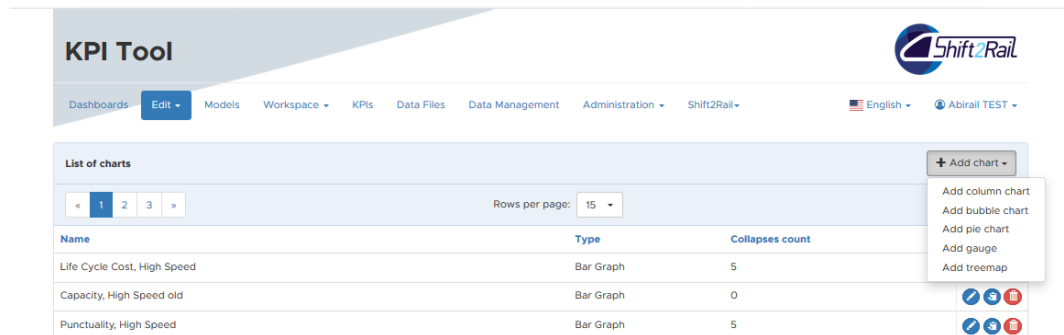 KPI Tool
Shift2Rail
Dashboards Edit Models Workspace KPIs Data Files Data Management Administration Shift2Rail English Abirail TEST
List of charts + Add chart
« 1 2 3 » Rows per page: 15
Add column chart
Add bubble chart
Add pie chart
Add gauge
Add treemap
Name Type Collapses count
Life Cycle Cost, High Speed Bar Graph 5
Capacity, High Speed old Bar Graph 0
Punctuality, High Speed Bar Graph 5